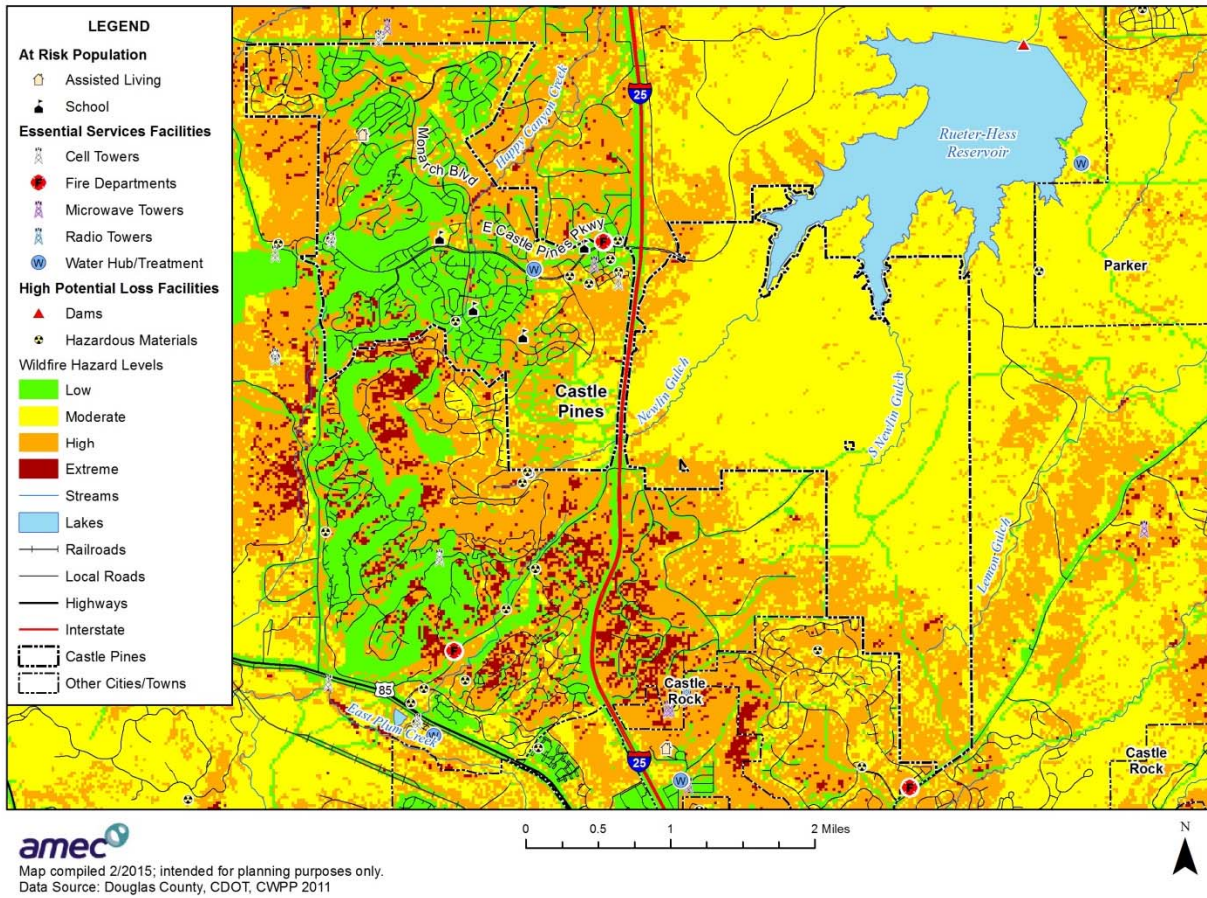 LEGEND
At Risk Population
Assisted Living
School
Essential Services Facilities
Cell Towers
F Fire Departments
Microwave Towers
Radio Towers
W Water Hub/Treatment
High Potential Loss Facilities
Dams
Hazardous Materials
Wildfire Hazard Levels
Low
Moderate
High
Extreme
Streams
Lakes
Railroads
Local Roads
Highways
Interstate
Castle Pines
Other Cities/Towns
25
Happy Canyon Creek
Monarch Blvd
Rueter-Hess
Reservoir
W
E Castle Pines Pkwy
F
W
Parker
Castle
Pines
Newlin Gulch
S Newlin Gulch
Lemon Gulch
F
85
Castle
Rock
East Plum Creek
W
25
W
Castle
Rock
F
amec
Map compiled 2/2015; intended for planning purposes only.
Data Source: Douglas County, CDOT, CWPP 2011
0 0.5 1 2 Miles
N